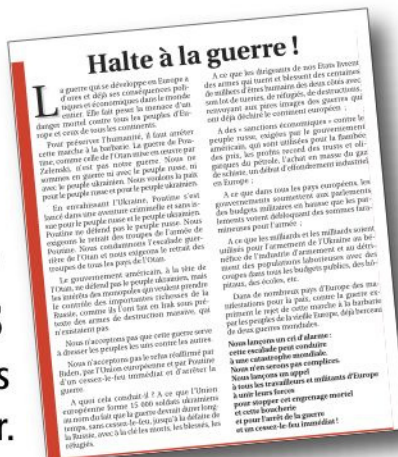 Halte à la guerre !
La guerre qui se développe en Europe a
d'ores et déjà ses conséquences poli-
tiques et économiques dans le monde
entier. Elle fait peser la menace d'un
danger mortel contre tous les peuples d'Eu-
rope et ceux de tous les continents.
Pour préserver l'humanité, il faut arrêter
cette marche à la barbarie. La guerre de Pou-
tine, comme celle de l'Otan mise en œuvre par
Zelenski, n'est pas notre guerre. Nous ne
sommes en guerre ni avec le peuple russe, ni
avec le peuple ukrainien. Nous voulons la paix
pour le peuple russe et pour le peuple ukrainien.
En envahissant l'Ukraine, Poutine s'est
lancé dans une aventure criminelle et sans is-
sue pour le peuple russe et le peuple ukrainien.
Poutine ne défend pas le peuple russe. Nous
exigeons le retrait des troupes de l'armée de
Poutine. Nous condamnons l'escalade guer-
rière de l'Otan et nous exigeons le retrait des
troupes de tous les pays de l'Otan.
Le gouvernement américain, à la tête de
l'Otan, ne défend pas le peuple ukrainien, mais
les intérêts des monopoles qui veulent prendre
le contrôle des importantes richesses de la
Russie, comme ils l'ont fait en Irak sous pré-
texte des armes de destruction massive, qui
n'existaient pas.
Nous n'acceptons pas que cette guerre serve
à dresser les peuples les uns contre les autres.
Nous n'acceptons pas le refus réaffirmé par
Biden, par l'Union européenne et par Poutine
d'un cessez-le-feu immédiat et d'arrêter la
guerre.
A quoi cela conduit-il ? A ce que l'Union
européenne forme 15 000 soldats ukrainiens
au nom du fait que la guerre devrait durer long-
temps, sans cessez-le-feu, jusqu'à la défaite de
la Russie, avec à la clé les morts, les blessés, les
réfugiés.
A ce que les dirigeants de nos Etats livrent
des armes qui tuent et blessent des centaines
de milliers d'êtres humains des deux côtés avec
son lot de tueries, de réfugiés, de destructions,
renvoyant aux pires images des guerres qui
ont déjà déchiré le continent européen ;
A des « sanctions économiques » contre le
peuple russe, exigées par le gouvernement
américain, qui sont utilisées pour la flambée
des prix, les profits record des trusts et oli-
garques du pétrole, l'achat en masse du gaz
de schiste, un début d'effondrement industriel
en Europe ;
A ce que dans tous les pays européens, les
gouvernements soumettent aux parlements
des budgets militaires en hausse que les par-
lements votent débloquant des sommes fara-
mineuses pour l'armée ;
A ce que les milliards et les milliards soient
utilisés pour l'armement de l'Ukraine au bé-
néfice de l'industrie d'armement et au détri-
ment des populations laborieuses avec des
coupes dans tous les budgets publics, des hô-
pitaux, des écoles, etc.
Dans de nombreux pays d'Europe des ma-
nifestations pour la paix, contre la guerre ex-
priment le rejet de cette marche à la barbarie
par les peuples de la vieille Europe, déjà berceau
de deux guerres mondiales.
Nous lançons un cri d'alarme :
cette escalade peut conduire
à une catastrophe mondiale.
Nous n'en serons pas complices.
Nous lançons un appel
à tous les travailleurs et militants d'Europe
à unir leurs forces
pour stopper cet engrenage mortel
et cette boucherie
et pour l'arrêt de la guerre
et un cessez-le-feu immédiat !
s
r.